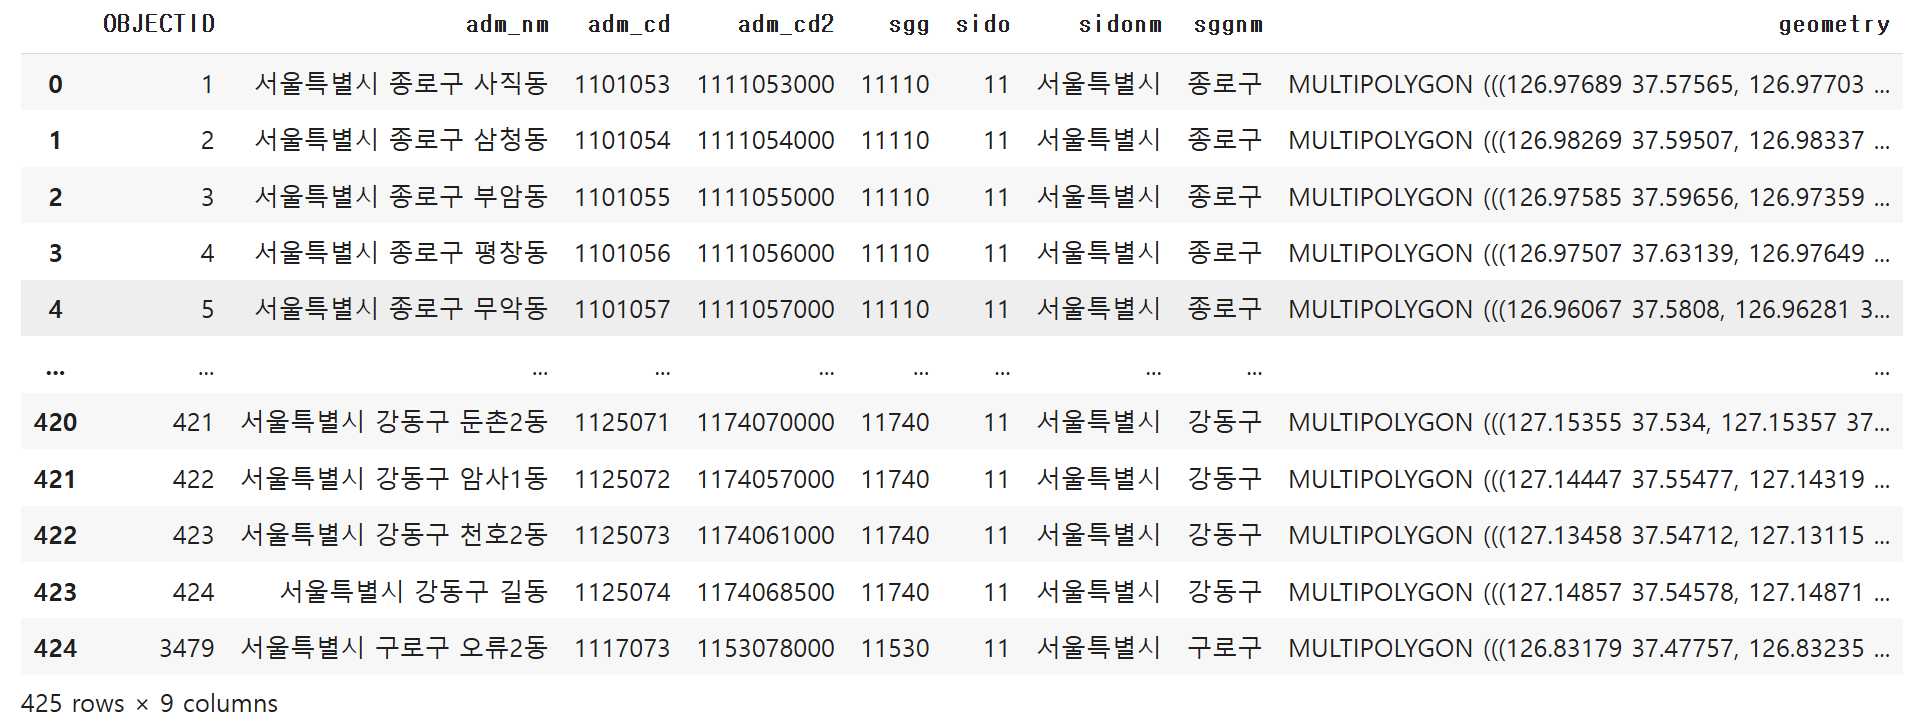 OBJECTID adm_nm adm_cd adm_cd2 sgg sido sidonm sggnm geometry
0 1 서울특별시 종로구 사직동 1101053 1111053000 11110 11 서울특별시 종로구 MULTIPOLYGON (((126.97689 37.57565, 126.97703 ...
1 2 서울특별시 종로구 삼청동 1101054 1111054000 11110 11 서울특별시 종로구 MULTIPOLYGON (((126.98269 37.59507, 126.98337 ...
2 3 서울특별시 종로구 부암동 1101055 1111055000 11110 11 서울특별시 종로구 MULTIPOLYGON (((126.97585 37.59656, 126.97359 ...
3 4 서울특별시 종로구 평창동 1101056 1111056000 11110 11 서울특별시 종로구 MULTIPOLYGON (((126.97507 37.63139, 126.97649 ...
4 5 서울특별시 종로구 무악동 1101057 1111057000 11110 11 서울특별시 종로구 MULTIPOLYGON (((126.96067 37.5808, 126.96281 3...
... ... ... ... ... ... ... ... ... ...
420 421 서울특별시 강동구 둔촌2동 1125071 1174070000 11740 11 서울특별시 강동구 MULTIPOLYGON (((127.15355 37.534, 127.15357 37...
421 422 서울특별시 강동구 암사1동 1125072 1174057000 11740 11 서울특별시 강동구 MULTIPOLYGON (((127.14447 37.55477, 127.14319 ...
422 423 서울특별시 강동구 천호2동 1125073 1174061000 11740 11 서울특별시 강동구 MULTIPOLYGON (((127.13458 37.54712, 127.13115 ...
423 424 서울특별시 강동구 길동 1125074 1174068500 11740 11 서울특별시 강동구 MULTIPOLYGON (((127.14857 37.54578, 127.14871 ...
424 3479 서울특별시 구로구 오류2동 1117073 1153078000 11530 11 서울특별시 구로구 MULTIPOLYGON (((126.83179 37.47757, 126.83235 ...
425 rows × 9 columns